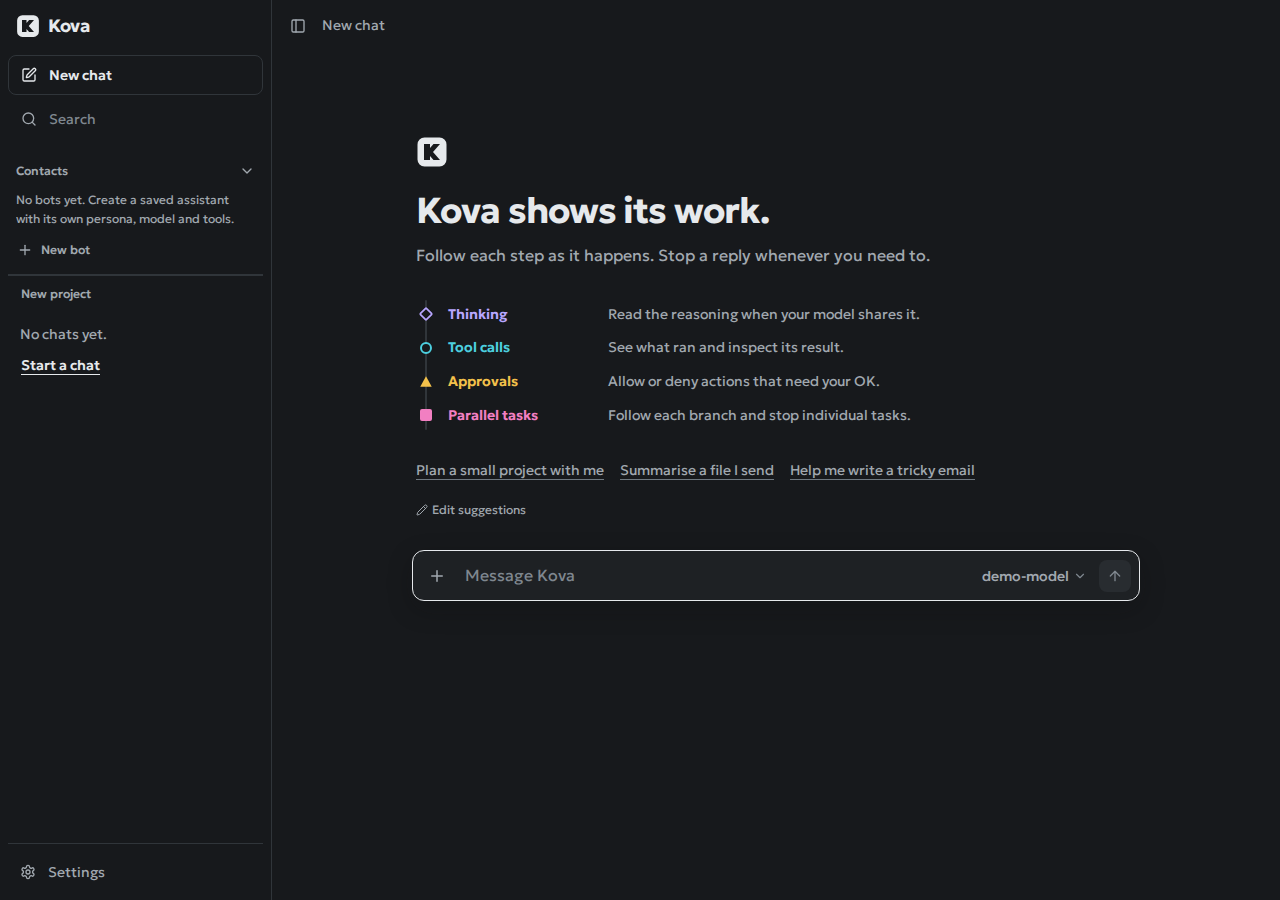 Kova
New chat
Search
Contacts
No bots yet. Create a saved assistant
with its own persona, model and tools.
New bot
New project
No chats yet.
Start a chat
Settings
New chat
K
Kova shows its work.
Follow each step as it happens. Stop a reply whenever you need to.
Thinking Read the reasoning when your model shares it.
Tool calls See what ran and inspect its result.
Approvals Allow or deny actions that need your OK.
Parallel tasks Follow each branch and stop individual tasks.
Plan a small project with me Summarise a file I send Help me write a tricky email
Edit suggestions
Message Kova demo-model